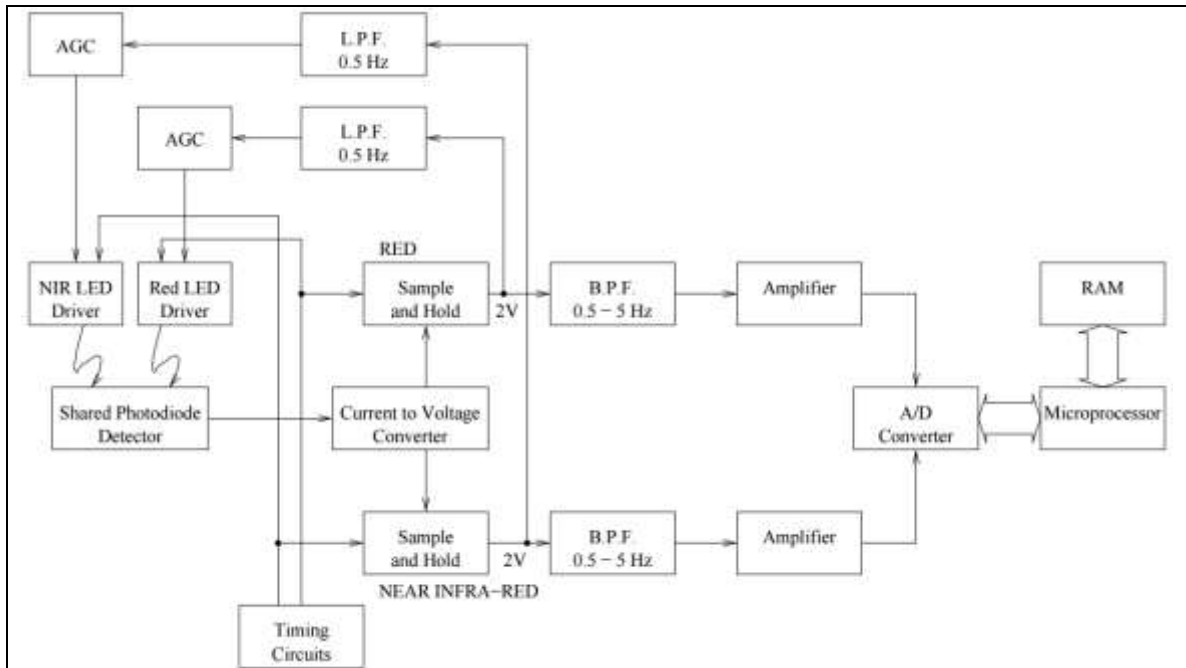 AGC
L.P.F.
0.5 Hz
AGC
L.P.F.
0.5 Hz
RED
NIR LED
Driver
Red LED
Driver
Sample
and Hold
2V
B.P.F.
0.5 − 5 Hz
Amplifier
RAM
Shared Photodiode
Detector
Current to Voltage
Converter
A/D
Converter
Microprocessor
Sample
and Hold
2V
B.P.F.
0.5 − 5 Hz
Amplifier
NEAR INFRA−RED
Timing
Circuits